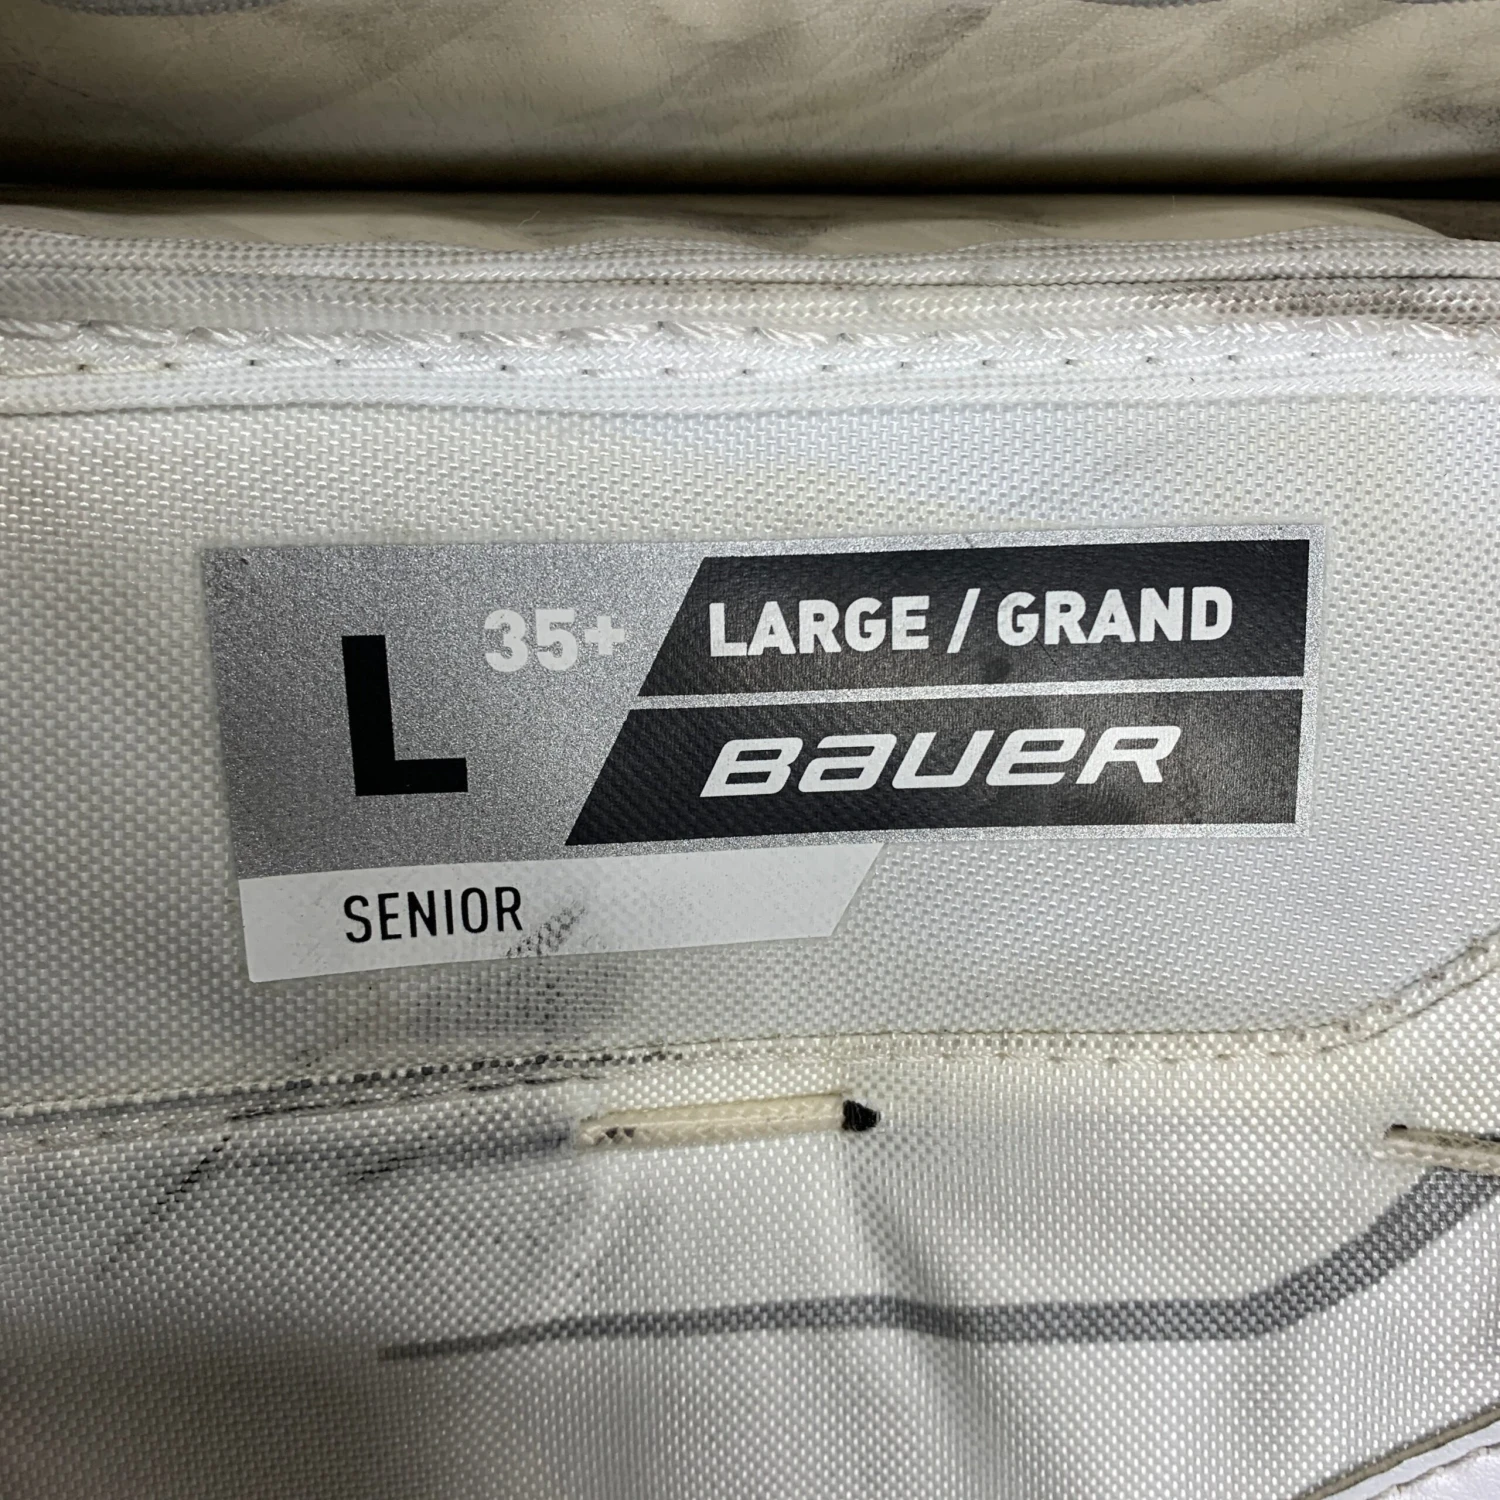 L 35+
LARGE / GRAND
BAUER
SENIOR